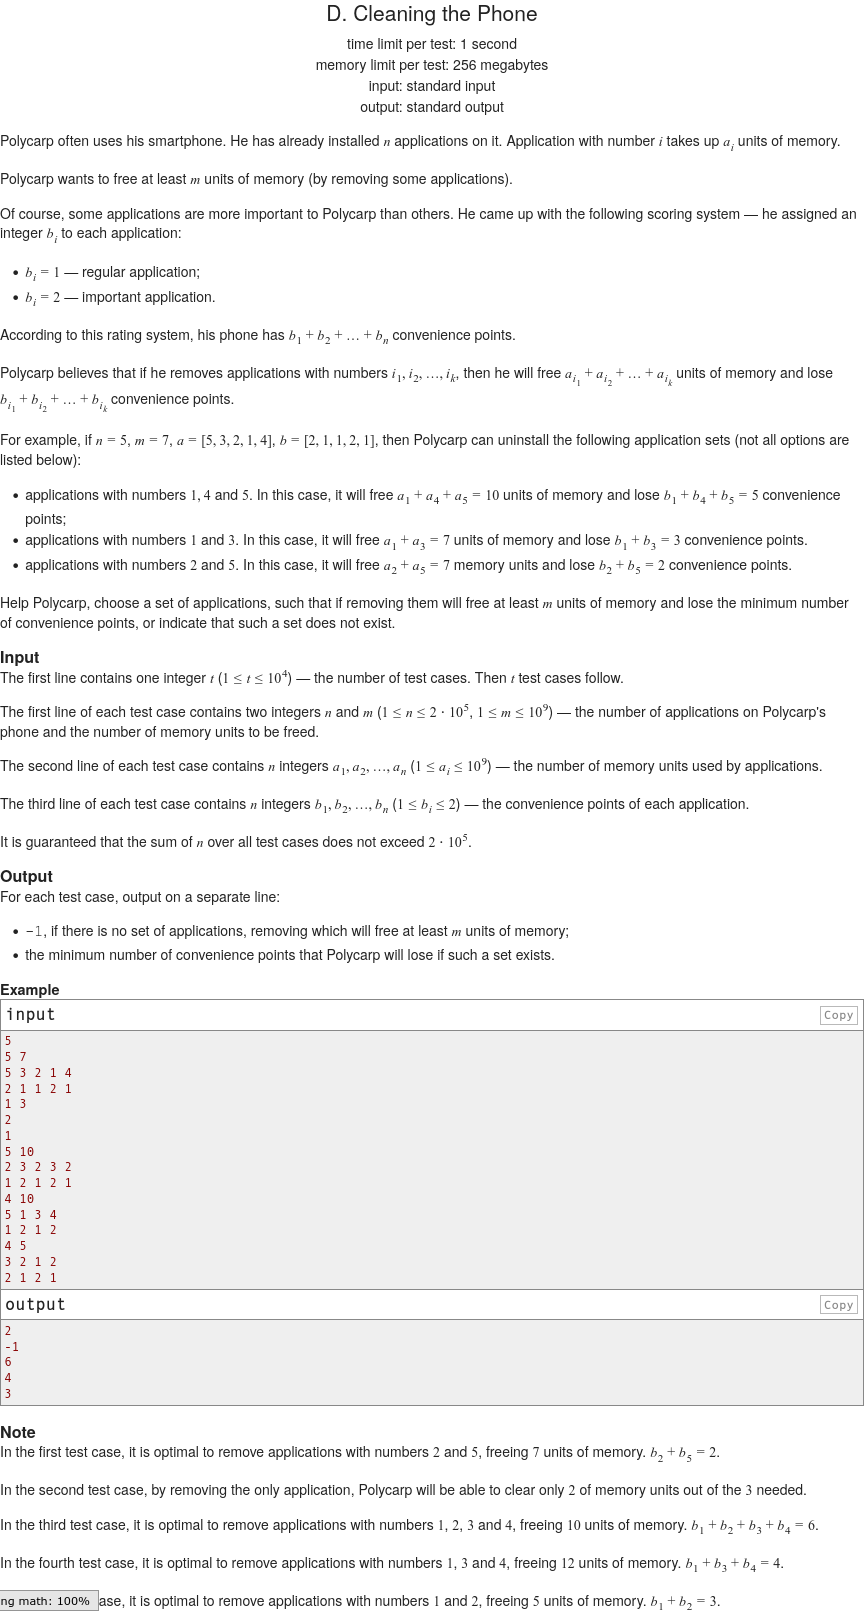 D. Cleaning the Phone
time limit per test: 1 second
memory limit per test: 256 megabytes
input: standard input
output: standard output
Polycarp often uses his smartphone. He has already installed n applications on it. Application with number i takes up a_i units of memory.
Polycarp wants to free at least m units of memory (by removing some applications).
Of course, some applications are more important to Polycarp than others. He came up with the following scoring system — he assigned an
integer b_i to each application:
• b_i = 1 — regular application;
• b_i = 2 — important application.
According to this rating system, his phone has b_1 + b_2 + … + b_n convenience points.
Polycarp believes that if he removes applications with numbers i_1, i_2, …, i_k, then he will free a_{i_1} + a_{i_2} + … + a_{i_k} units of memory and lose
b_{i_1} + b_{i_2} + … + b_{i_k} convenience points.
For example, if n = 5, m = 7, a = [5, 3, 2, 1, 4], b = [2, 1, 1, 2, 1], then Polycarp can uninstall the following application sets (not all options are
listed below):
• applications with numbers 1, 4 and 5. In this case, it will free a_1 + a_4 + a_5 = 10 units of memory and lose b_1 + b_4 + b_5 = 5 convenience
points;
• applications with numbers 1 and 3. In this case, it will free a_1 + a_3 = 7 units of memory and lose b_1 + b_3 = 3 convenience points.
• applications with numbers 2 and 5. In this case, it will free a_2 + a_5 = 7 memory units and lose b_2 + b_5 = 2 convenience points.
Help Polycarp, choose a set of applications, such that if removing them will free at least m units of memory and lose the minimum number
of convenience points, or indicate that such a set does not exist.
Input
The first line contains one integer t (1 ≤ t ≤ 10^4) — the number of test cases. Then t test cases follow.
The first line of each test case contains two integers n and m (1 ≤ n ≤ 2 · 10^5, 1 ≤ m ≤ 10^9) — the number of applications on Polycarp's
phone and the number of memory units to be freed.
The second line of each test case contains n integers a_1, a_2, …, a_n (1 ≤ a_i ≤ 10^9) — the number of memory units used by applications.
The third line of each test case contains n integers b_1, b_2, …, b_n (1 ≤ b_i ≤ 2) — the convenience points of each application.
It is guaranteed that the sum of n over all test cases does not exceed 2 · 10^5.
Output
For each test case, output on a separate line:
• −1, if there is no set of applications, removing which will free at least m units of memory;
• the minimum number of convenience points that Polycarp will lose if such a set exists.
Example
input
Copy
5
5 7
5 3 2 1 4
2 1 1 2 1
1 3
2
1
5 10
2 3 2 3 2
1 2 1 2 1
4 10
5 1 3 4
1 2 1 2
4 5
3 2 1 2
2 1 2 1
output
Copy
2
-1
6
4
3
Note
In the first test case, it is optimal to remove applications with numbers 2 and 5, freeing 7 units of memory. b_2 + b_5 = 2.
In the second test case, by removing the only application, Polycarp will be able to clear only 2 of memory units out of the 3 needed.
In the third test case, it is optimal to remove applications with numbers 1, 2, 3 and 4, freeing 10 units of memory. b_1 + b_2 + b_3 + b_4 = 6.
In the fourth test case, it is optimal to remove applications with numbers 1, 3 and 4, freeing 12 units of memory. b_1 + b_3 + b_4 = 4.
ng math: 100% ase, it is optimal to remove applications with numbers 1 and 2, freeing 5 units of memory. b_1 + b_2 = 3.